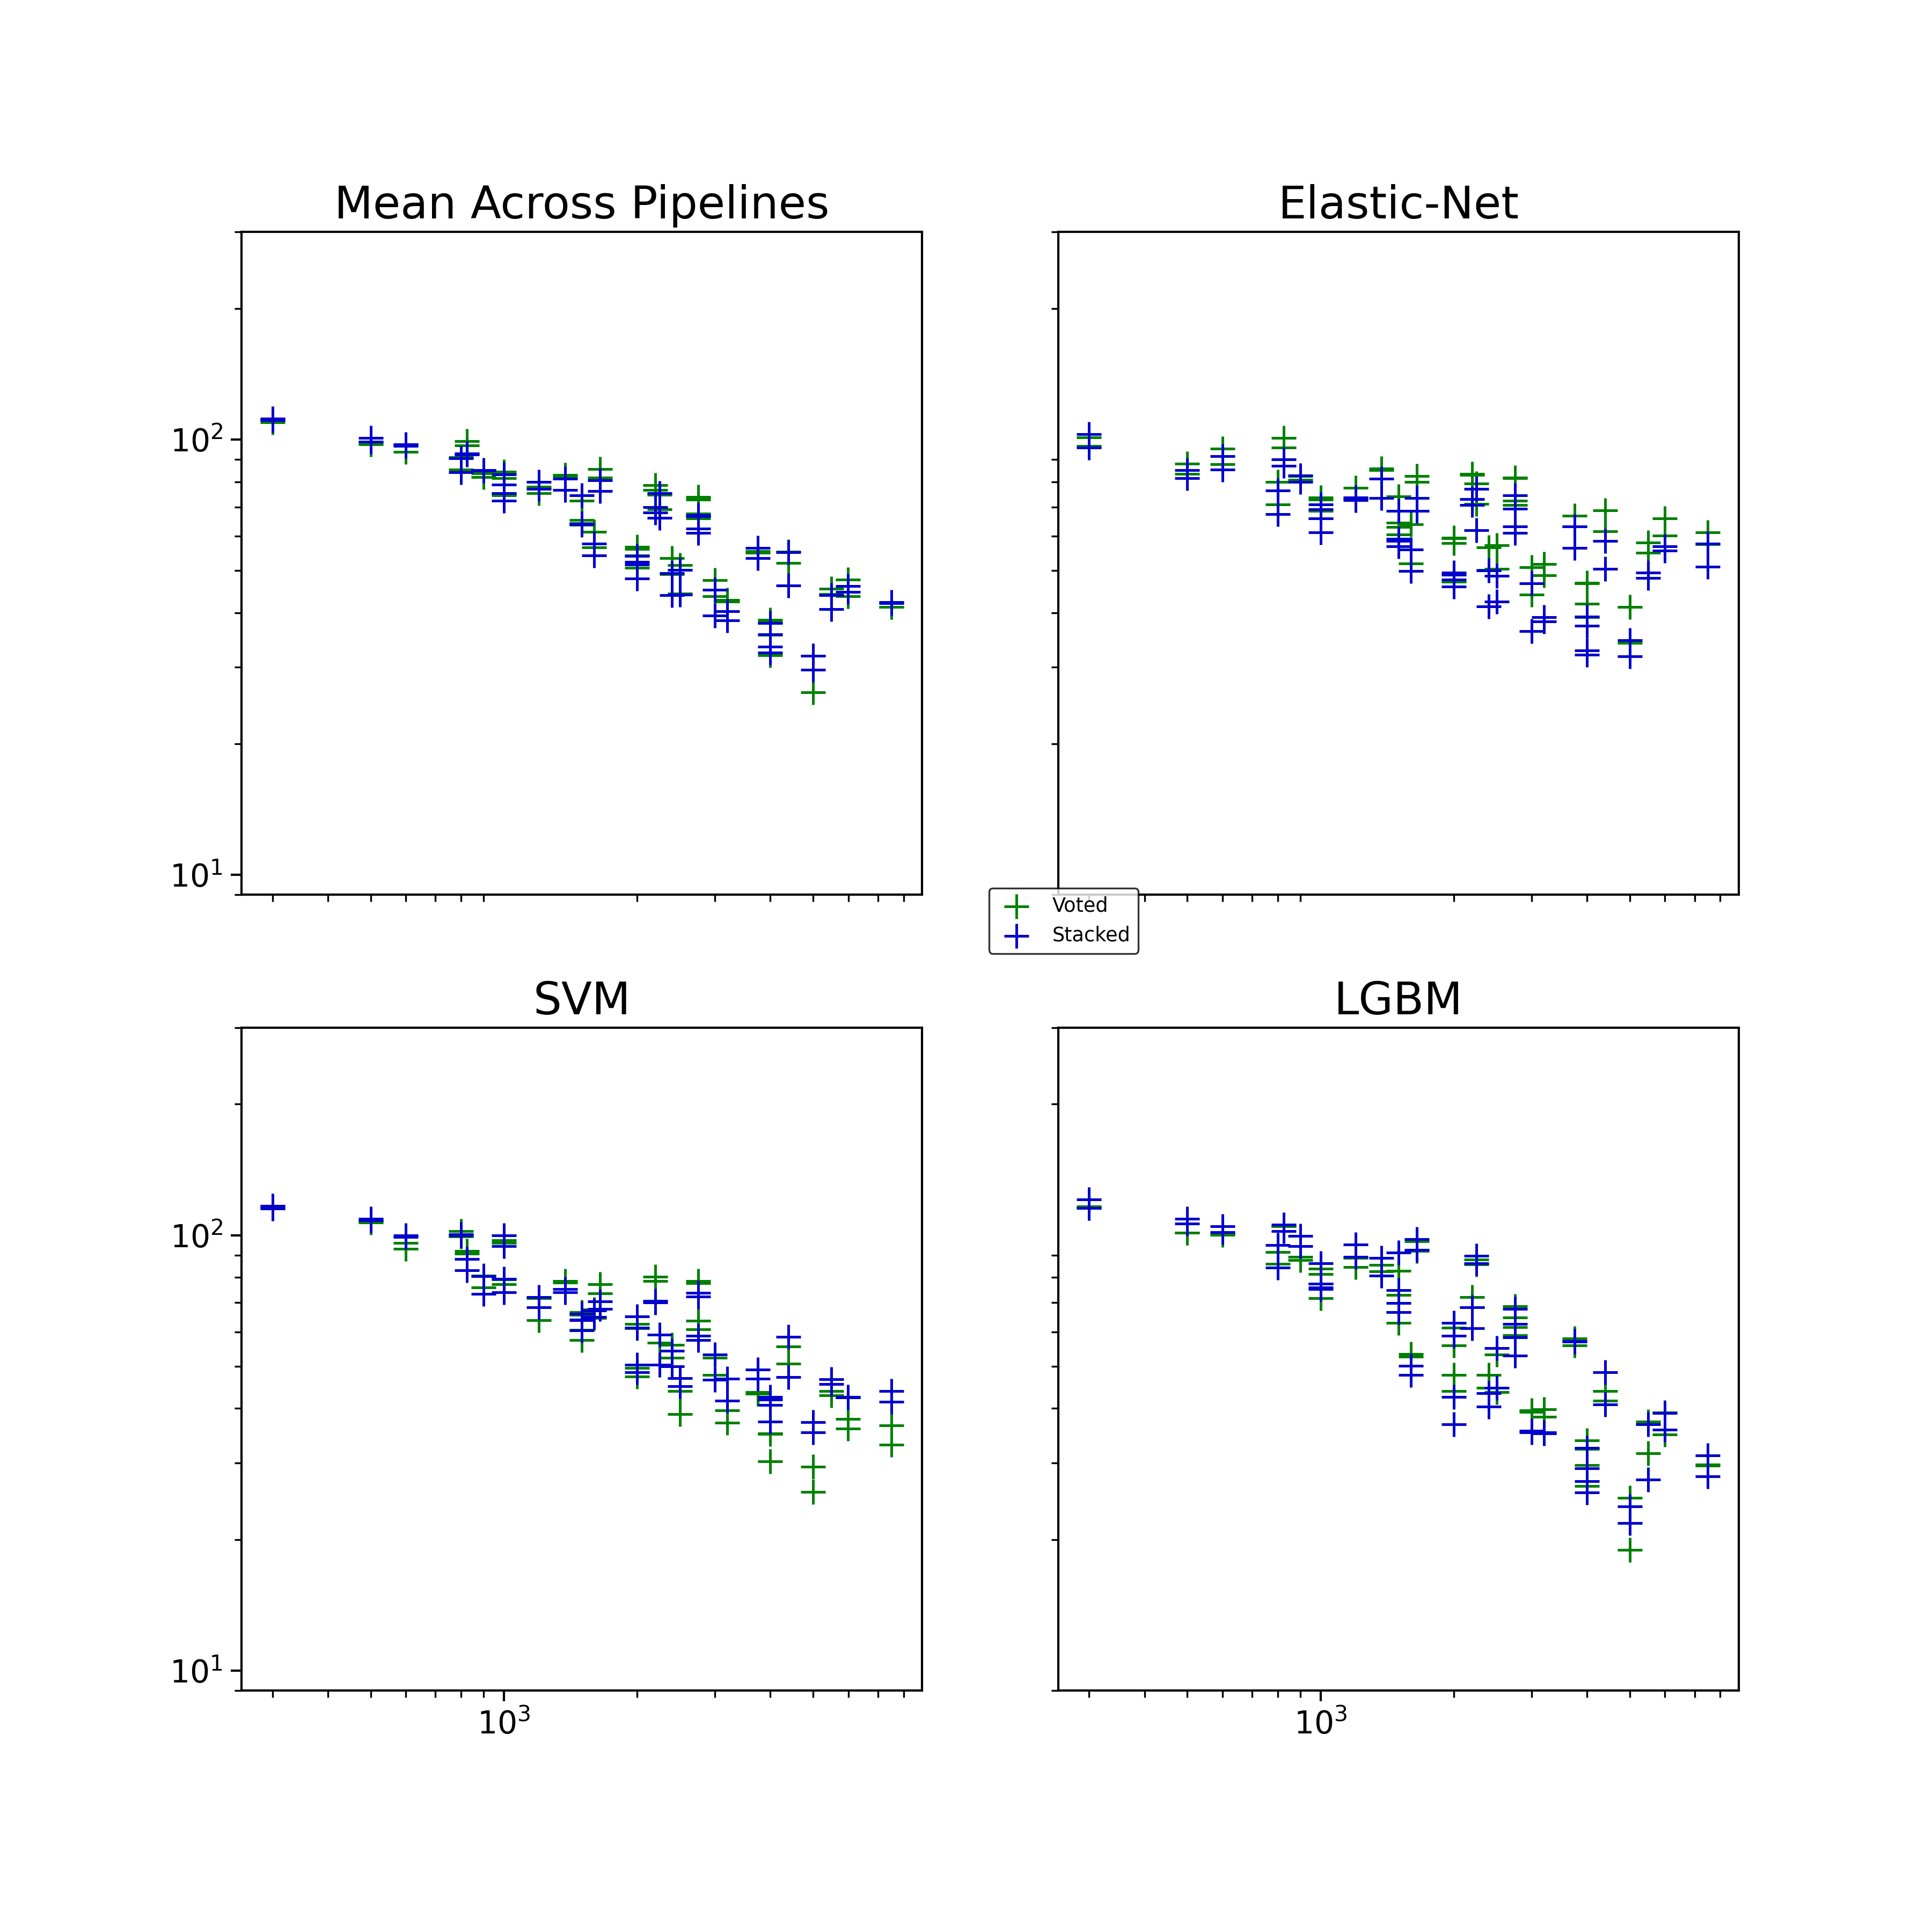 Mean Across Pipelines
Elastic-Net
10²
10¹
Voted
Stacked
SVM
LGBM
10²
10¹
10³
10³